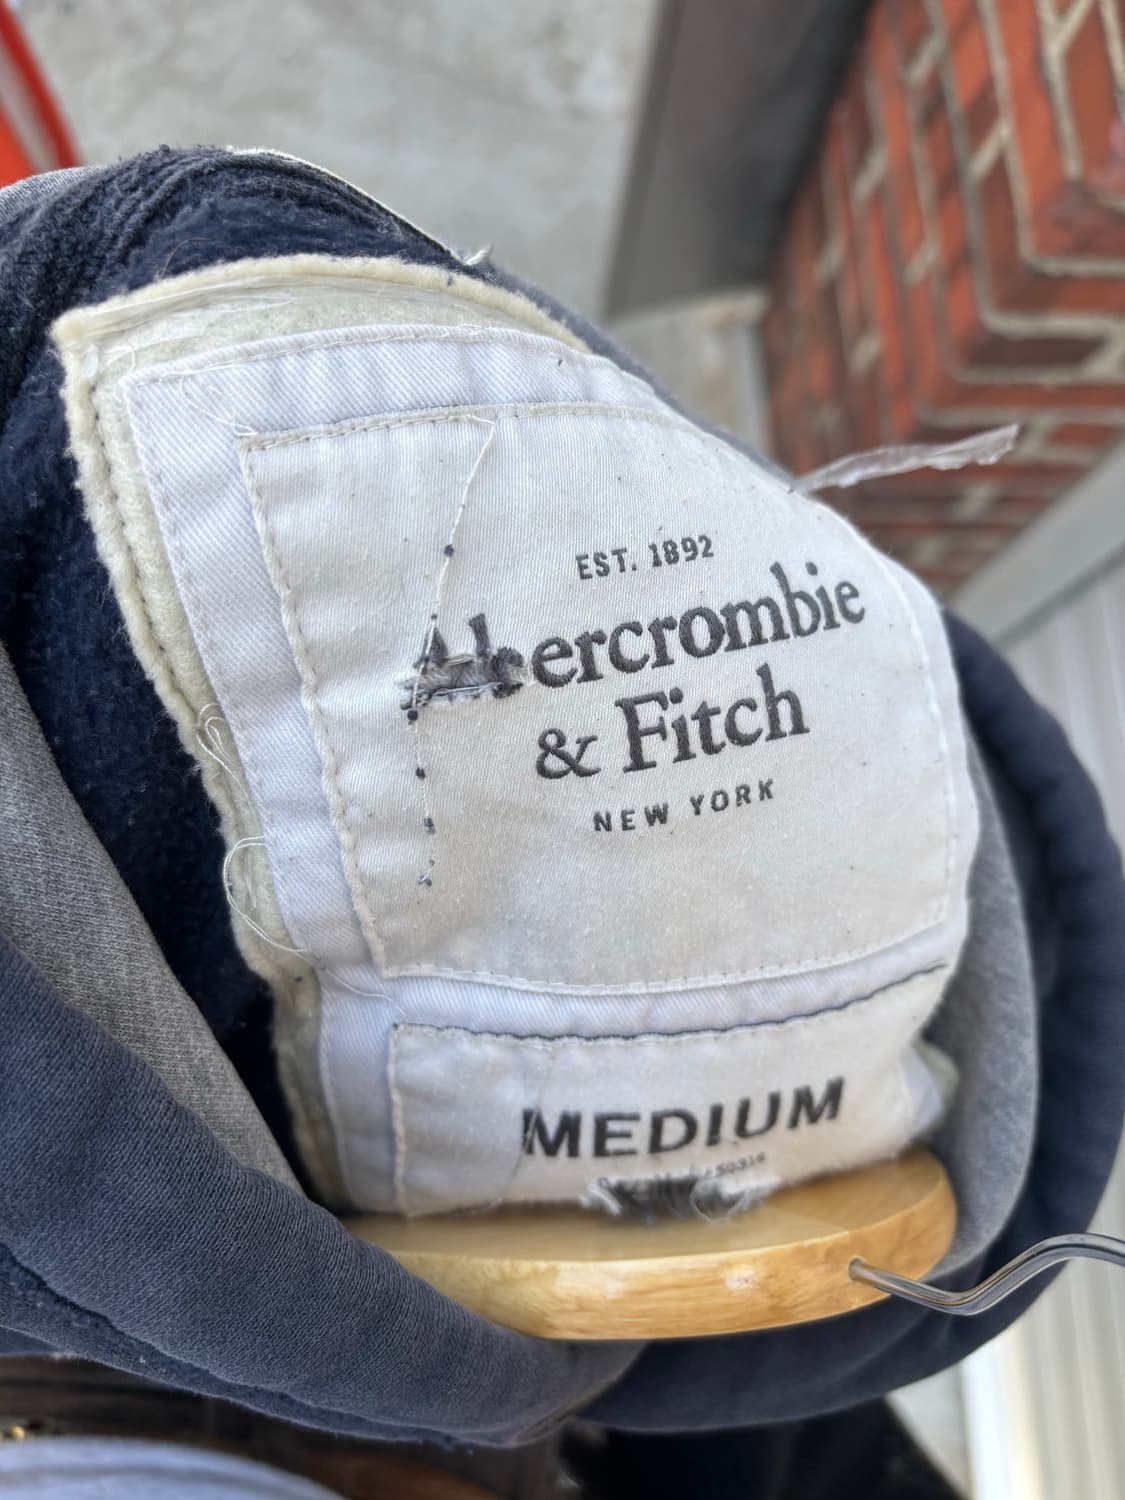 EST. 1892
Abercrombie
& Fitch
NEW YORK
MEDIUM